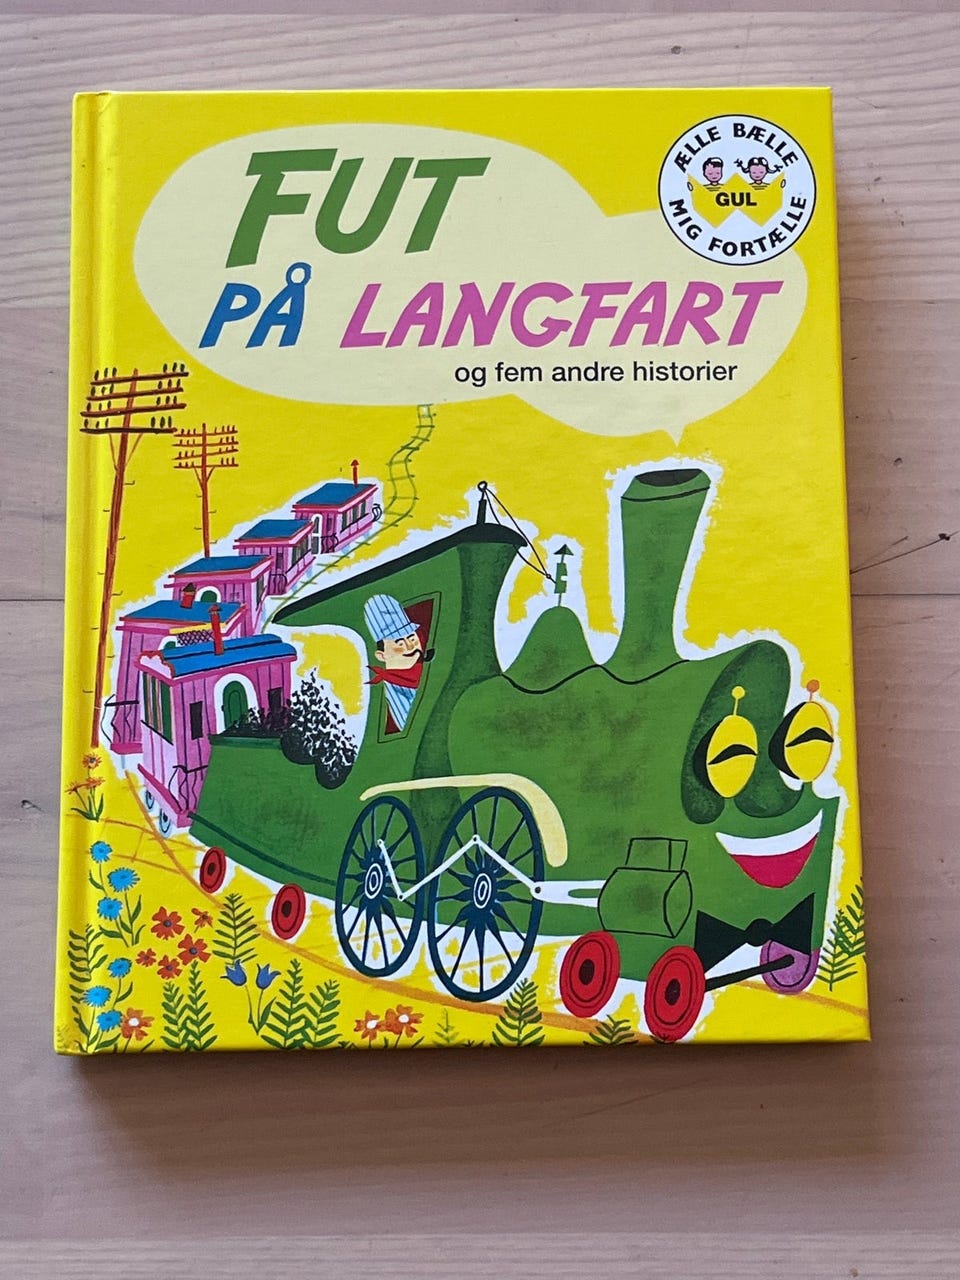 FUT
PÅ LANGFART
og fem andre historier
ÆLLE BÆLLE
GUL
MIG FORTÆLLE